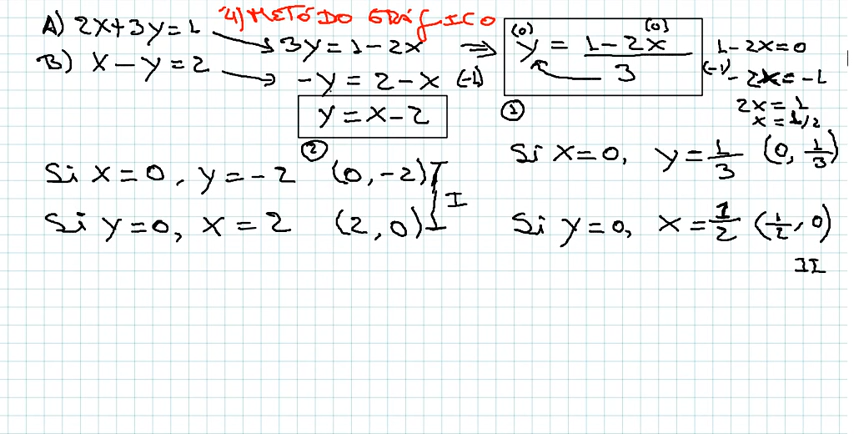 4) METÓDO GRÁFICO
A) 2x+3y=1
3y=1-2x ⇒ y = (1-2x)/3
(0) (0)
B) x-y=2
-y=2-x (-1)
y=x-2
①
②
1-2x=0
(-1) -2x=-1
2x=1
x=1/2
Si x=0, y=-2 (0,-2)
Si y=0, x=2 (2,0)
I
Si x=0, y=1/3 (0, 1/3)
Si y=0, x=1/2 (1/2, 0)
II